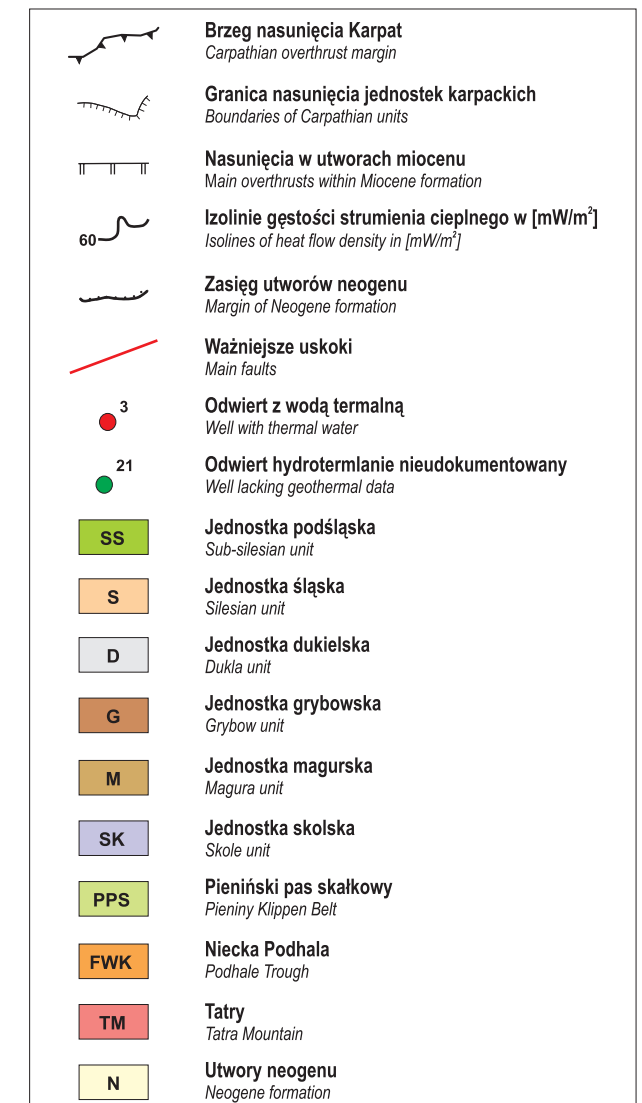 Brzeg nasunięcia Karpat
Carpathian overthrust margin
Granica nasunięcia jednostek karpackich
Boundaries of Carpathian units
Nasunięcia w utworach miocenu
Main overthrusts within Miocene formation
60
Izolinie gęstości strumienia cieplnego w [mW/m²]
Isolines of heat flow density in [mW/m²]
Zasięg utworów neogenu
Margin of Neogene formation
Ważniejsze uskoki
Main faults
3
Odwiert z wodą termalną
Well with thermal water
21
Odwiert hydrotermlanie nieudokumentowany
Well lacking geothermal data
SS
Jednostka podśląska
Sub-silesian unit
S
Jednostka śląska
Silesian unit
D
Jednostka dukielska
Dukla unit
G
Jednostka grybowska
Grybow unit
M
Jednostka magurska
Magura unit
SK
Jednostka skolska
Skole unit
PPS
Pieniński pas skałkowy
Pieniny Klippen Belt
FWK
Niecka Podhala
Podhale Trough
TM
Tatry
Tatra Mountain
N
Utwory neogenu
Neogene formation